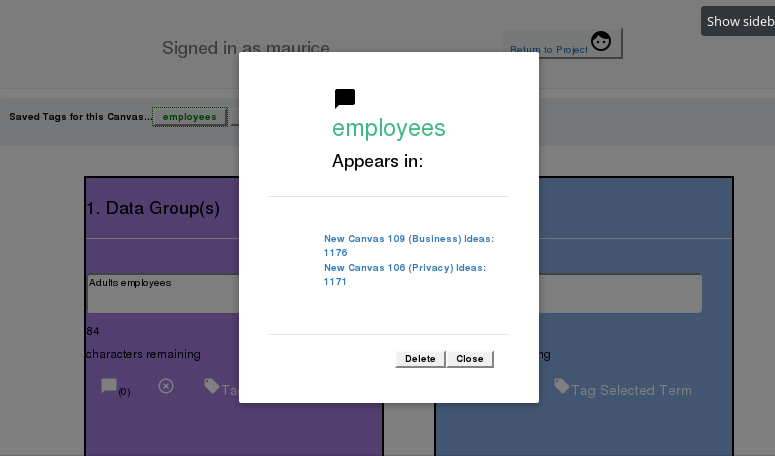 Show sideb
Signed in as maurice
Return to Project
Saved Tags for this Canvas...
employees
employees
Appears in:
New Canvas 109 (Business) Ideas:
1176
New Canvas 106 (Privacy) Ideas:
1171
Delete
Close
1. Data Group(s)
Adults employees
84
characters remaining
ng
(0)
Ta
Tag Selected Term